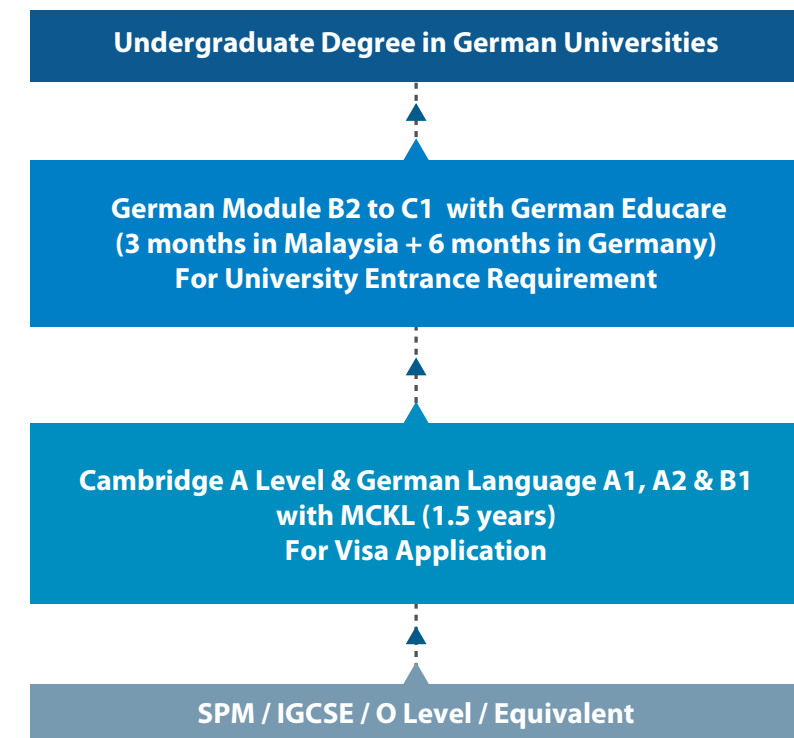 Undergraduate Degree in German Universities
German Module B2 to C1 with German Educare
(3 months in Malaysia + 6 months in Germany)
For University Entrance Requirement
Cambridge A Level & German Language A1, A2 & B1
with MCKL (1.5 years)
For Visa Application
SPM / IGCSE / O Level / Equivalent